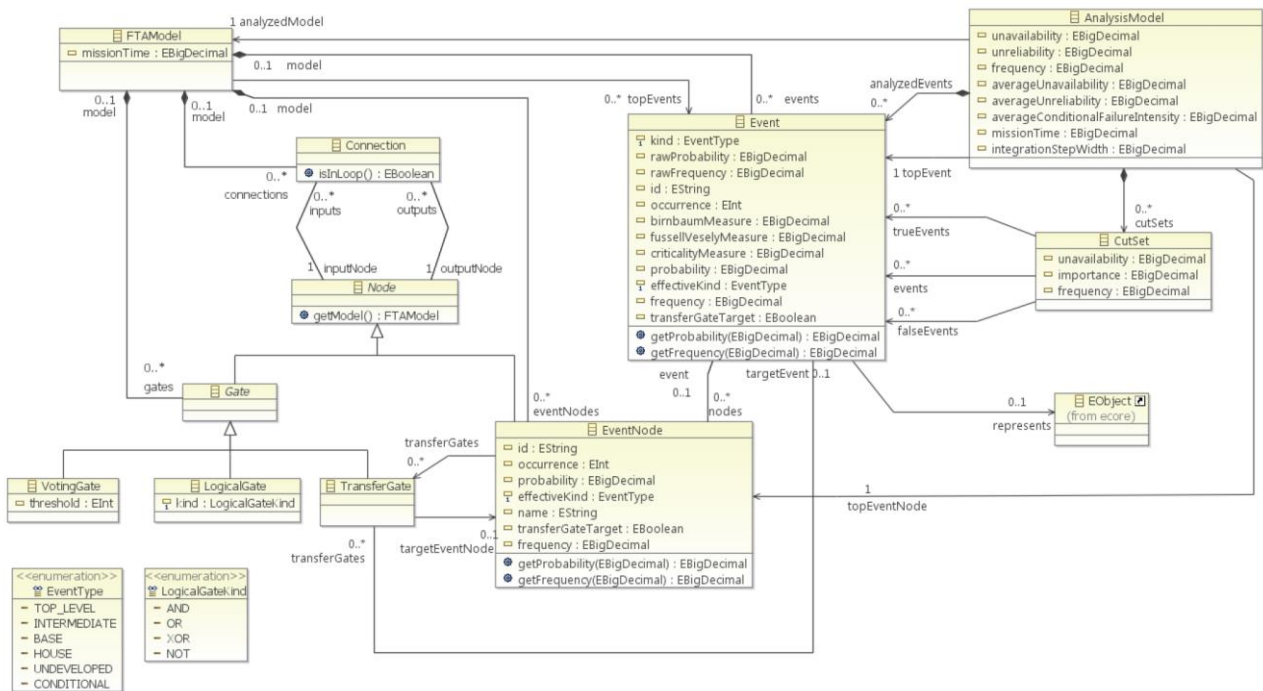 1 analyzedModel
FTAModel
missionTime : EBigDecimal
AnalysisModel
unavailability : EBigDecimal
unreliability : EBigDecimal
frequency : EBigDecimal
averageUnavailability : EBigDecimal
averageUnreliability : EBigDecimal
averageConditionalFailureIntensity : EBigDecimal
missionTime : EBigDecimal
integrationStepWidth : EBigDecimal
0..1 model
0..1
model
0..1
model
0..1 model
0..* topEvents
0..* events
analyzedEvents
0..*
Connection
isInLoop() : EBoolean
0..*
connections
0..*
inputs
0..*
outputs
1 inputNode
1 outputNode
Node
getModel() : FTAModel
Event
kind : EventType
rawProbability : EBigDecimal
rawFrequency : EBigDecimal
id : EString
occurrence : EInt
birnbaumMeasure : EBigDecimal
fussellVeselyMeasure : EBigDecimal
criticalityMeasure : EBigDecimal
probability : EBigDecimal
effectiveKind : EventType
frequency : EBigDecimal
transferGateTarget : EBoolean
getProbability(EBigDecimal) : EBigDecimal
getFrequency(EBigDecimal) : EBigDecimal
1 topEvent
0..*
trueEvents
0..*
events
0..*
falseEvents
0..*
cutSets
CutSet
unavailability : EBigDecimal
importance : EBigDecimal
frequency : EBigDecimal
0..*
gates
Gate
0..*
eventNodes
event
0..1
0..*
nodes
targetEvent 0..1
0..1
represents
EObject
(from ecore)
EventNode
id : EString
occurrence : EInt
probability : EBigDecimal
effectiveKind : EventType
name : EString
transferGateTarget : EBoolean
frequency : EBigDecimal
getProbability(EBigDecimal) : EBigDecimal
getFrequency(EBigDecimal) : EBigDecimal
transferGates
0..*
VotingGate
threshold : EInt
LogicalGate
kind : LogicalGateKind
TransferGate
0..1
targetEventNode
0..*
transferGates
1
topEventNode
<<enumeration>>
EventType
TOP_LEVEL
INTERMEDIATE
BASE
HOUSE
UNDEVELOPED
CONDITIONAL
<<enumeration>>
LogicalGateKind
AND
OR
XOR
NOT